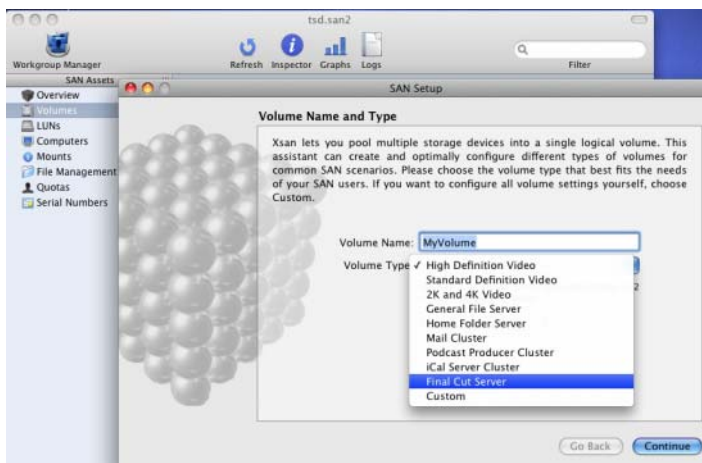 tsd.san2
Workgroup Manager
Refresh Inspector Graphs Logs
Filter
SAN Assets
Overview
Volumes
LUNs
Computers
Mounts
File Management
Quotas
Serial Numbers
SAN Setup
Volume Name and Type
Xsan lets you pool multiple storage devices into a single logical volume. This
assistant can create and optimally configure different types of volumes for
common SAN scenarios. Please choose the volume type that best fits the needs
of your SAN users. If you want to configure all volume settings yourself, choose
Custom.
Volume Name: MyVolume
Volume Type ✓ High Definition Video
Standard Definition Video
2
2K and 4K Video
General File Server
Home Folder Server
Mail Cluster
Podcast Producer Cluster
iCal Server Cluster
Final Cut Server
Custom
Go Back Continue